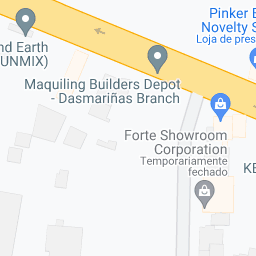 Pinker B
Novelty S
Loja de pres
nd Earth
UNMIX)
Maquiling Builders Depot
- Dasmariñas Branch
Forte Showroom
Corporation
Temporariamente
fechado
KE